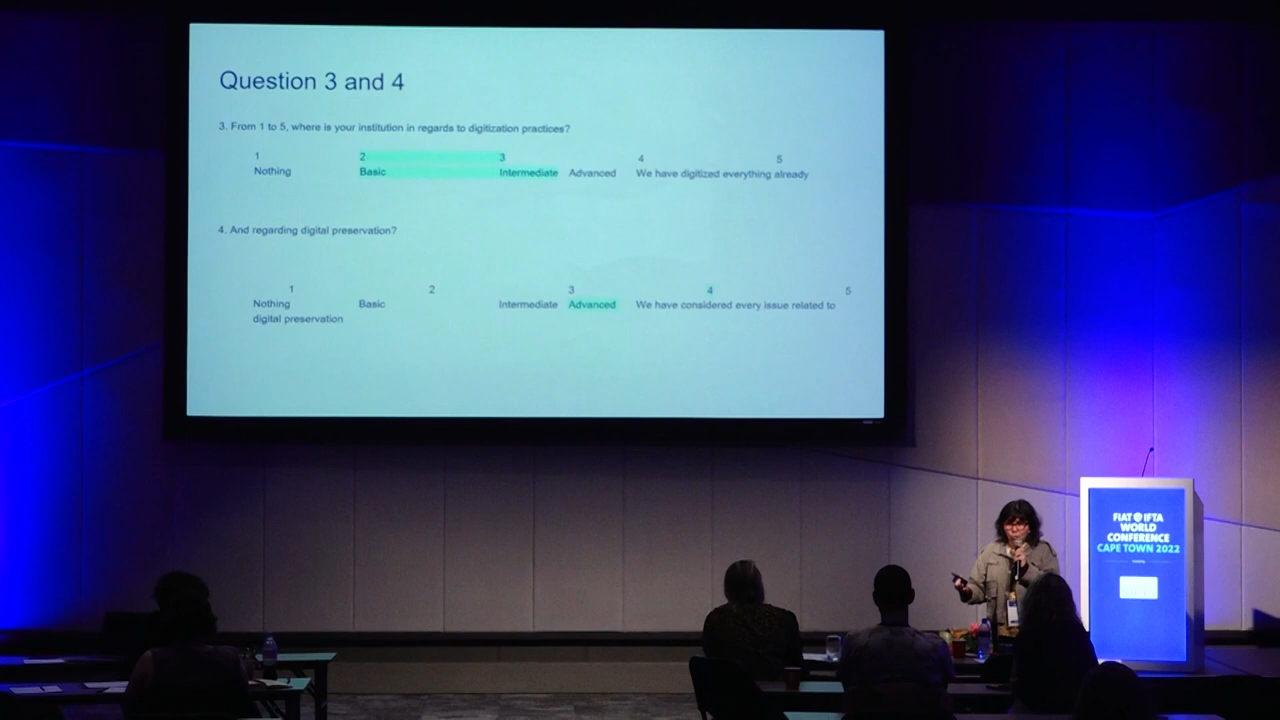 Question 3 and 4
3. From 1 to 5, where is your institution in regards to digitization practices?
1 2 3 4 5
Nothing Basic Intermediate Advanced We have digitized everything already
4. And regarding digital preservation?
1 2 3 4 5
Nothing Basic Intermediate Advanced We have considered every issue related to
digital preservation
FIAT IFTA
WORLD
CONFERENCE
CAPE TOWN 2022